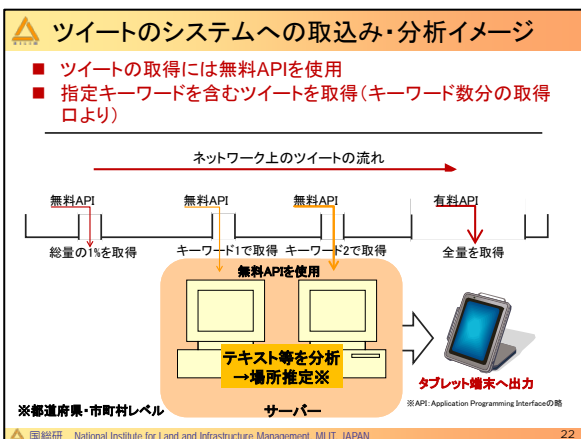 ツイートのシステムへの取込み・分析イメージ
■ ツイートの取得には無料APIを使用
■ 指定キーワードを含むツイートを取得（キーワード数分の取得
口より）
ネットワーク上のツイートの流れ
無料API 無料API 無料API 有料API
総量の1%を取得 キーワード1で取得 キーワード2で取得 全量を取得
無料APIを使用
テキスト等を分析
→場所推定※
タブレット端末へ出力
※API：Application Programming Interfaceの略
※都道府県・市町村レベル
サーバー
国総研 National Institute for Land and Infrastructure Management, MLIT, JAPAN 22